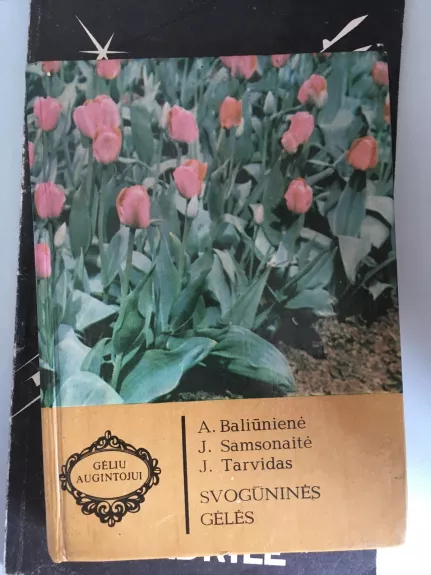 GĖLIŲ
AUGINTOJUI
A. Baliūnienė
J. Samsonaitė
J. Tarvidas
SVOGŪNINĖS
GĖLĖS